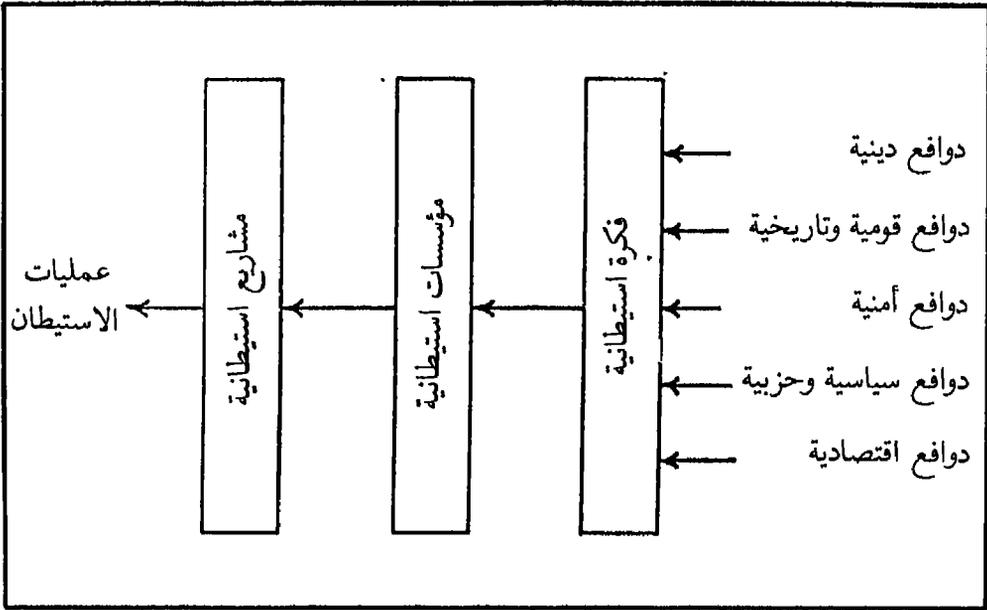 دوافع دينية
دوافع قومية وتاريخية
دوافع أمنية
دوافع سياسية وحزبية
دوافع اقتصادية
فكرة استيطانية
مؤسسات استيطانية
مشاريع استيطانية
عمليات
الاستيطان